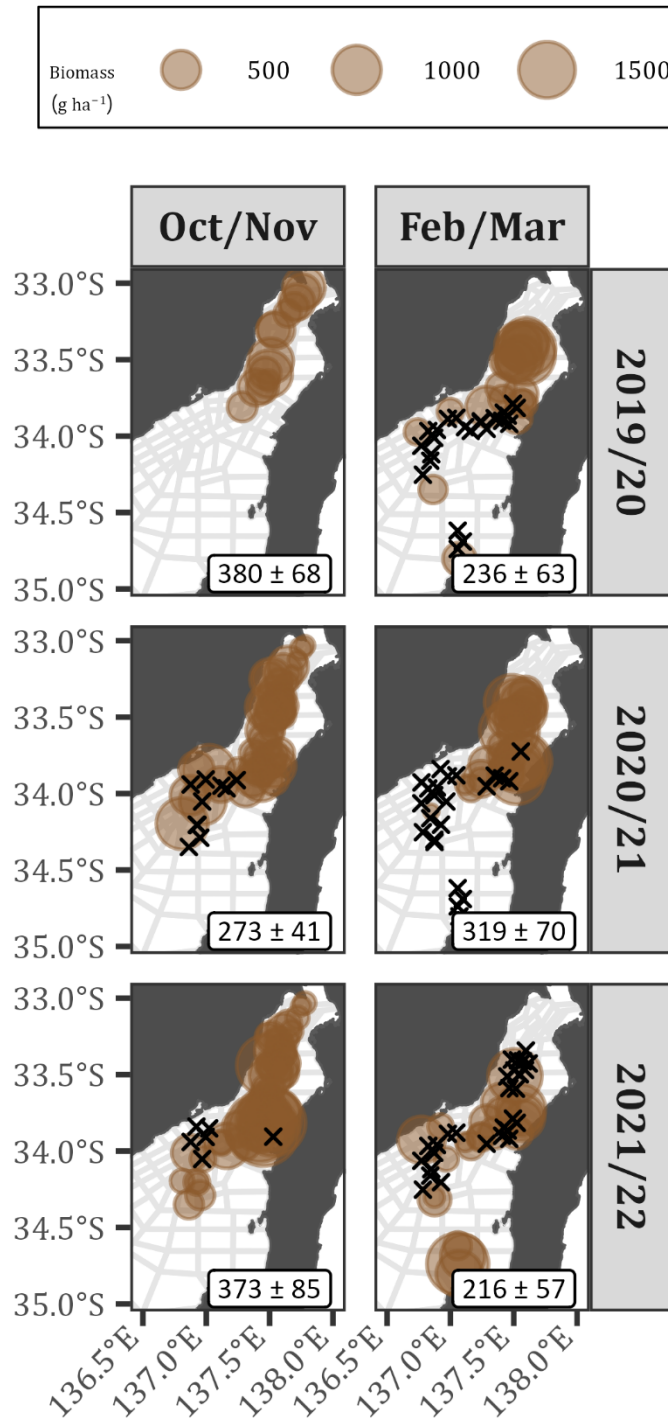 Biomass
(g ha⁻¹)
500 1000 1500
Oct/Nov Feb/Mar
33.0°S
33.5°S
34.0°S
34.5°S
35.0°S
380 ± 68 236 ± 63
2019/20
33.0°S
33.5°S
34.0°S
34.5°S
35.0°S
273 ± 41 319 ± 70
2020/21
33.0°S
33.5°S
34.0°S
34.5°S
35.0°S
373 ± 85 216 ± 57
2021/22
136.5°E 137.0°E 137.5°E 138.0°E 136.5°E 137.0°E 137.5°E 138.0°E